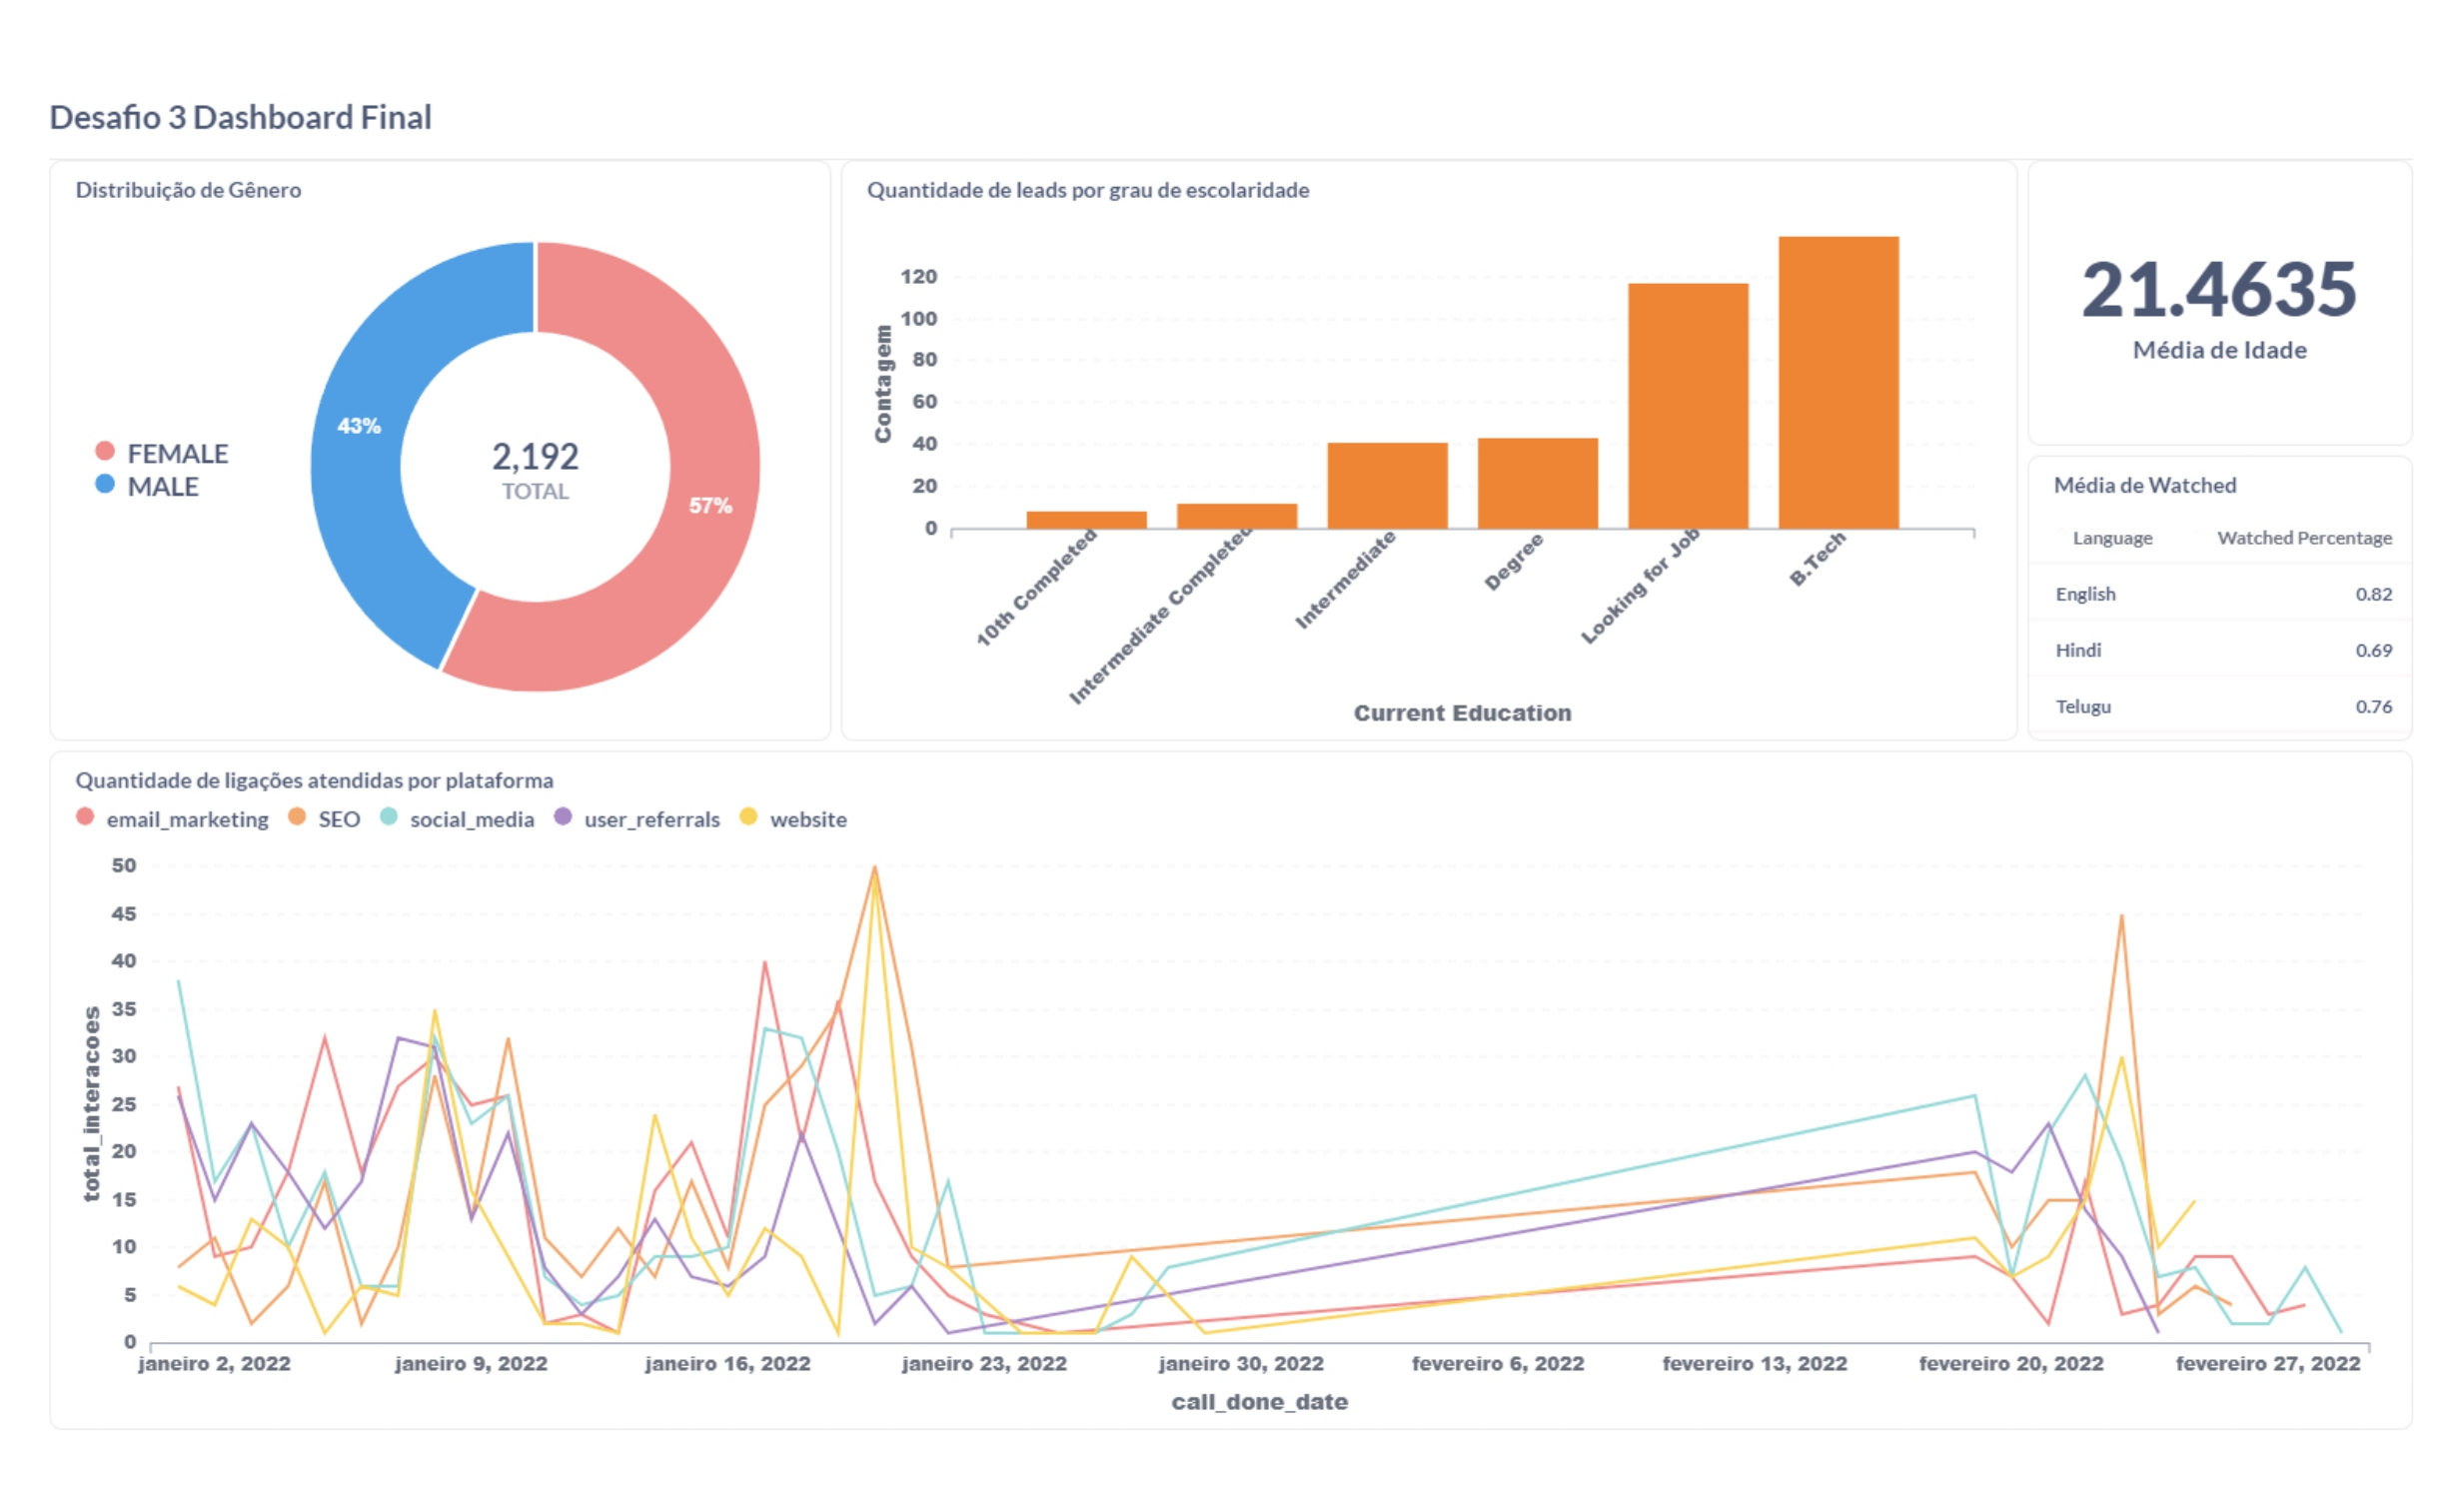 Desafio 3 Dashboard Final
Distribuição de Gênero
FEMALE
MALE
43%
57%
2,192
TOTAL
Quantidade de leads por grau de escolaridade
Contagem
120
100
80
60
40
20
0
10th Completed
Intermediate Completed
Intermediate
Degree
Looking for Job
B.Tech
Current Education
21.4635
Média de Idade
Média de Watched
Language Watched Percentage
English 0.82
Hindi 0.69
Telugu 0.76
Quantidade de ligações atendidas por plataforma
email_marketing SEO social_media user_referrals website
total_interacoes
50
45
40
35
30
25
20
15
10
5
0
janeiro 2, 2022 janeiro 9, 2022 janeiro 16, 2022 janeiro 23, 2022 janeiro 30, 2022 fevereiro 6, 2022 fevereiro 13, 2022 fevereiro 20, 2022 fevereiro 27, 2022
call_done_date